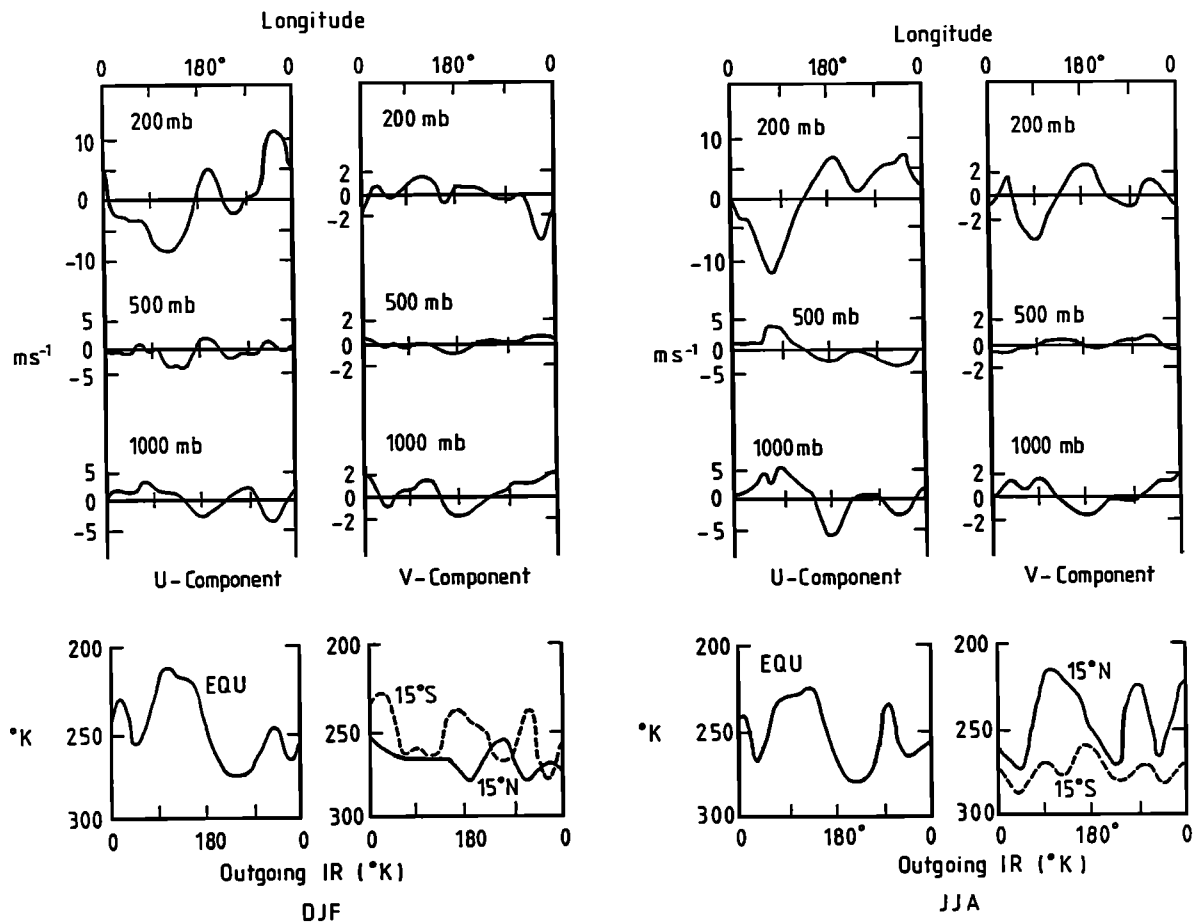 Longitude
0 180° 0 0 180° 0
200 mb
10
0
-10
200 mb
2
0
-2
500 mb
5
0
-5
ms⁻¹
500 mb
2
0
-2
1000 mb
5
0
-5
1000 mb
2
0
-2
U-Component
V-Component
200
250
300
°K
EQU
0 180 0
200
250
300
15°S
15°N
0 180 0
Outgoing IR (°K)
DJF
Longitude
0 180° 0 0 180° 0
200 mb
10
0
-10
200 mb
2
0
-2
500 mb
5
0
-5
ms⁻¹
500 mb
2
0
-2
1000 mb
5
0
-5
1000 mb
2
0
-2
U-Component
V-Component
200
250
300
°K
EQU
0 180° 0
200
250
300
15°N
15°S
0 180° 0
Outgoing IR (°K)
JJA